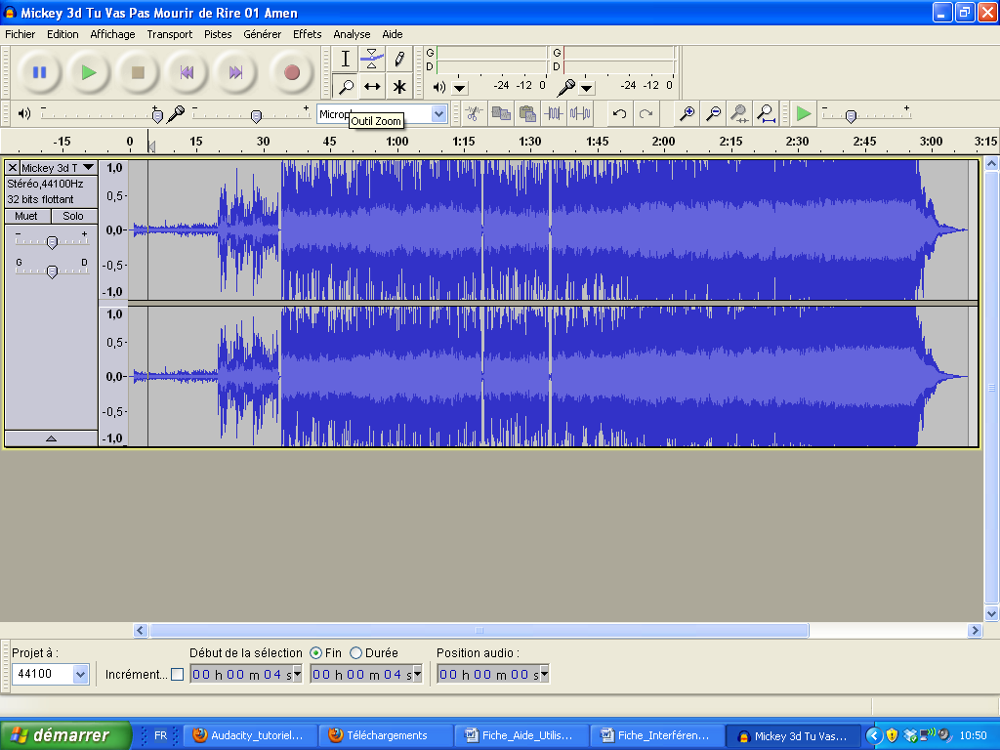 Mickey 3d Tu Vas Pas Mourir de Rire 01 Amen
Fichier Edition Affichage Transport Pistes Générer Effets Analyse Aide
G
D
-24 -12 0
G
D
-24 -12 0
Outil Zoom
-15 0 15 30 45 1:00 1:15 1:30 1:45 2:00 2:15 2:30 2:45 3:00 3:15
Mickey 3d T
Stéréo,44100Hz
32 bits flottant
Muet Solo
- +
G D
1,0
0,5-
0,0-
-0,5-
-1,0
1,0
0,5-
0,0-
-0,5-
-1,0
Projet à :
44100
Incrément...
Début de la sélection Fin Durée
00 h 00 m 04 s 00 h 00 m 04 s
Position audio :
00 h 00 m 00 s
démarrer FR Audacity_tutoriel... Téléchargements Fiche_Aide_Utilis... Fiche_Interféren... Mickey 3d Tu Vas... 10:50